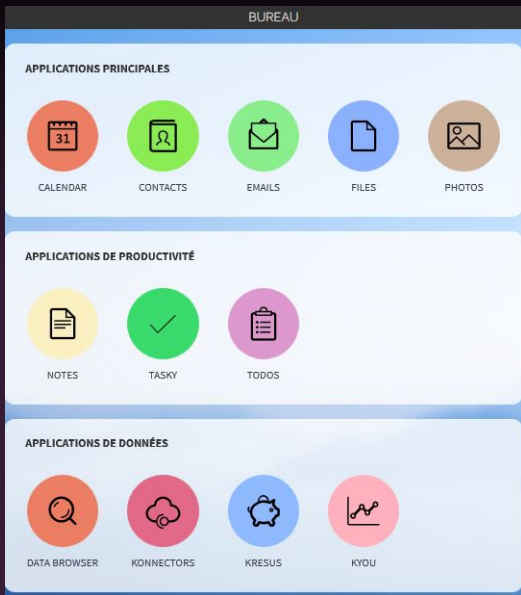 BUREAU
APPLICATIONS PRINCIPALES
31
CALENDAR CONTACTS EMAILS FILES PHOTOS
APPLICATIONS DE PRODUCTIVITÉ
NOTES TASKY TODOS
APPLICATIONS DE DONNÉES
DATA BROWSER KONNECTORS KRESUS KYOU